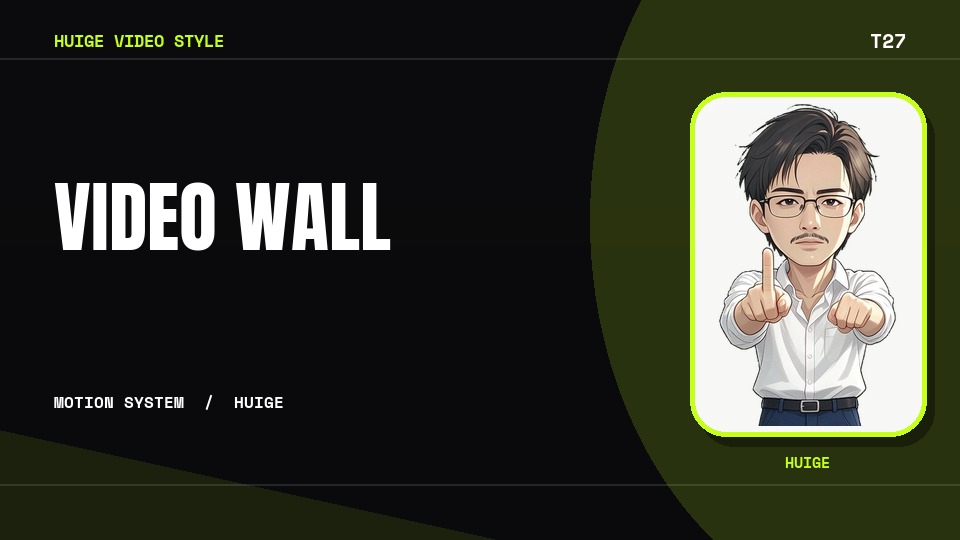 HUIGE VIDEO STYLE
T27
VIDEO WALL
MOTION SYSTEM / HUIGE
HUIGE